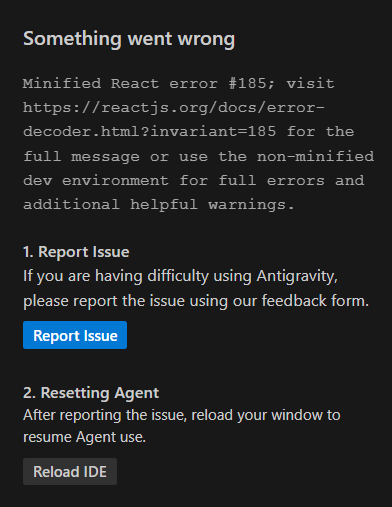 Something went wrong
Minified React error #185; visit
https://reactjs.org/docs/error-
decoder.html?invariant=185 for the
full message or use the non-minified
dev environment for full errors and
additional helpful warnings.
1. Report Issue
If you are having difficulty using Antigravity,
please report the issue using our feedback form.
Report Issue
2. Resetting Agent
After reporting the issue, reload your window to
resume Agent use.
Reload IDE